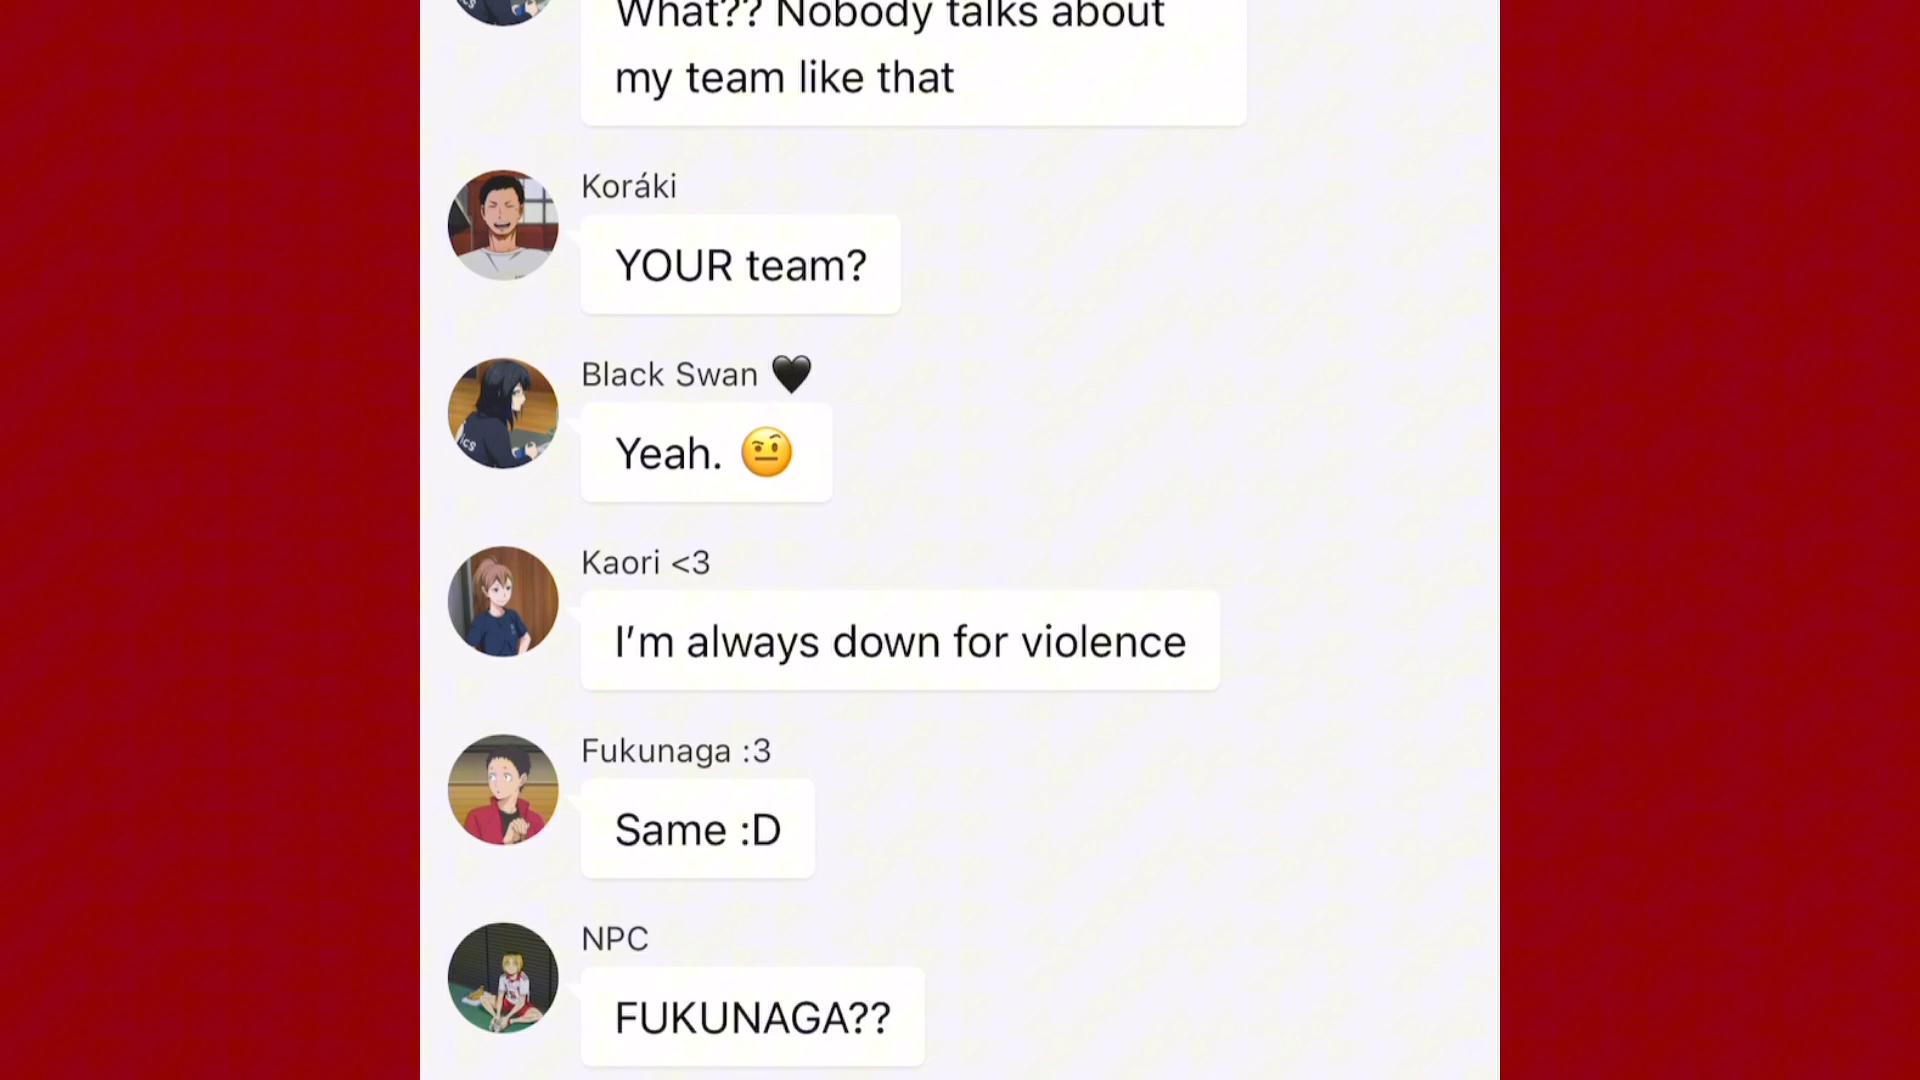 What?? Nobody talks about
my team like that
Koráki
YOUR team?
Black Swan 🖤
Yeah. 🤨
Kaori <3
I’m always down for violence
Fukunaga :3
Same :D
NPC
FUKUNAGA??
ics